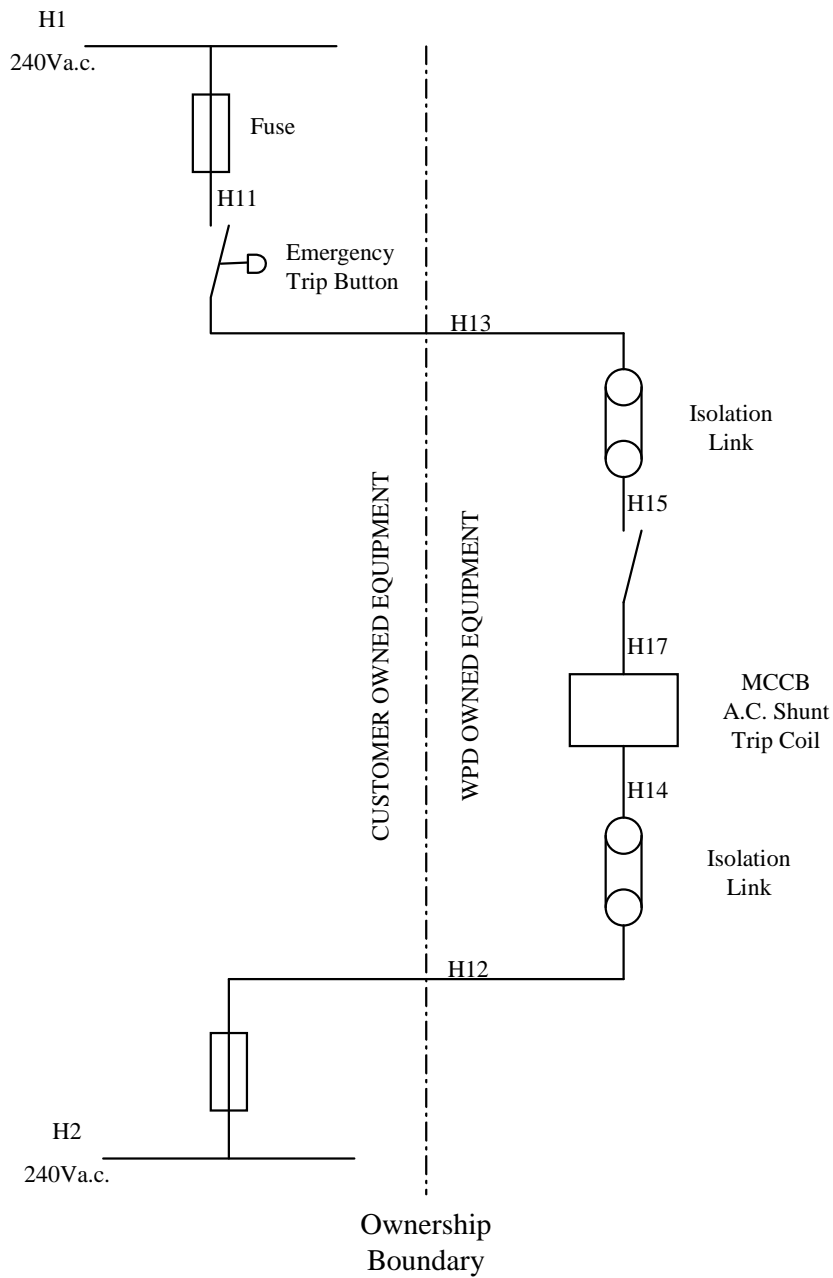 H1
240Va.c.
Fuse
H11
Emergency
Trip Button
H13
Isolation
Link
H15
CUSTOMER OWNED EQUIPMENT
WPD OWNED EQUIPMENT
H17
MCCB
A.C. Shunt
Trip Coil
H14
Isolation
Link
H12
H2
240Va.c.
Ownership
Boundary